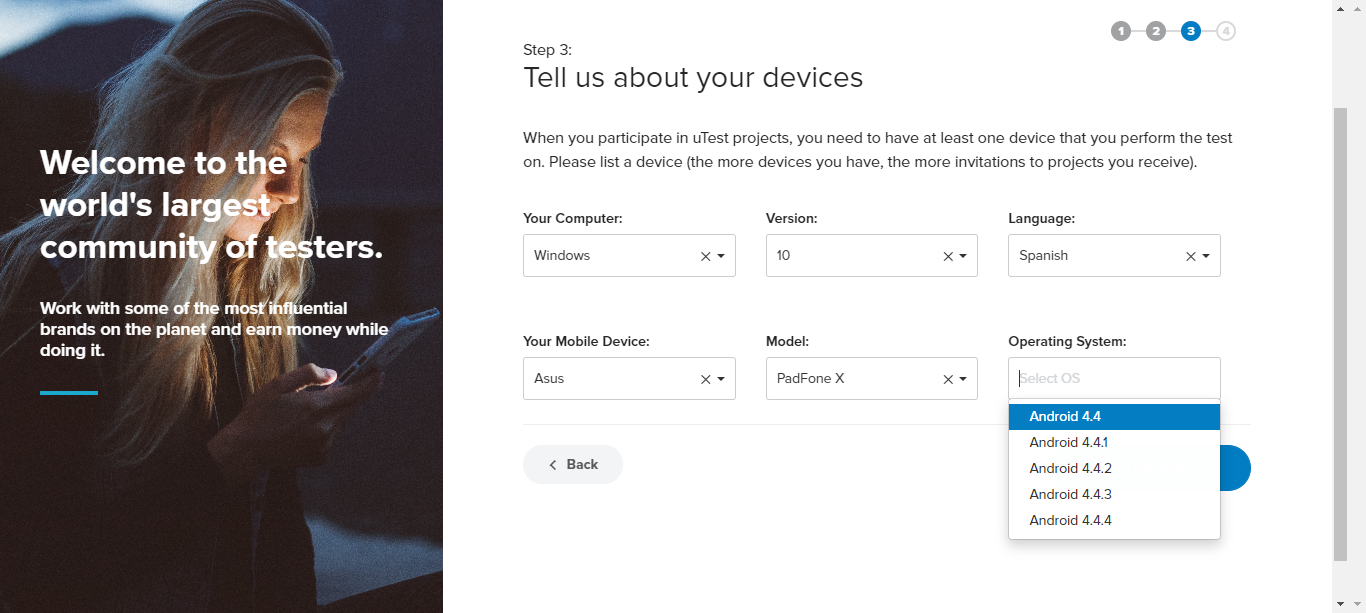 Welcome to the
world's largest
community of testers.
Work with some of the most influential
brands on the planet and earn money while
doing it.
1 2 3 4
Step 3:
Tell us about your devices
When you participate in uTest projects, you need to have at least one device that you perform the test
on. Please list a device (the more devices you have, the more invitations to projects you receive).
Your Computer: Version: Language:
Windows 10 Spanish
Your Mobile Device: Model: Operating System:
Asus PadFone X Select OS
Android 4.4
Android 4.4.1
Android 4.4.2
Android 4.4.3
Android 4.4.4
Back